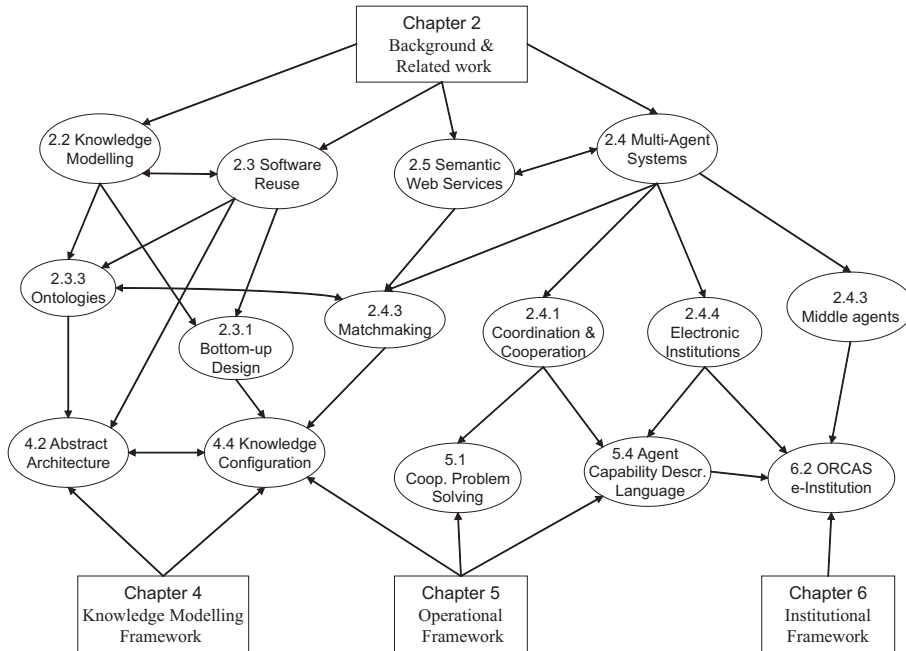 Chapter 2
Background &
Related work
2.2 Knowledge
Modelling
2.3 Software
Reuse
2.5 Semantic
Web Services
2.4 Multi-Agent
Systems
2.3.3
Ontologies
2.3.1
Bottom-up
Design
2.4.3
Matchmaking
2.4.1
Coordination &
Cooperation
2.4.4
Electronic
Institutions
2.4.3
Middle agents
4.2 Abstract
Architecture
4.4 Knowledge
Configuration
5.1
Coop. Problem
Solving
5.4 Agent
Capability Descr.
Language
6.2 ORCAS
e-Institution
Chapter 4
Knowledge Modelling
Framework
Chapter 5
Operational
Framework
Chapter 6
Institutional
Framework